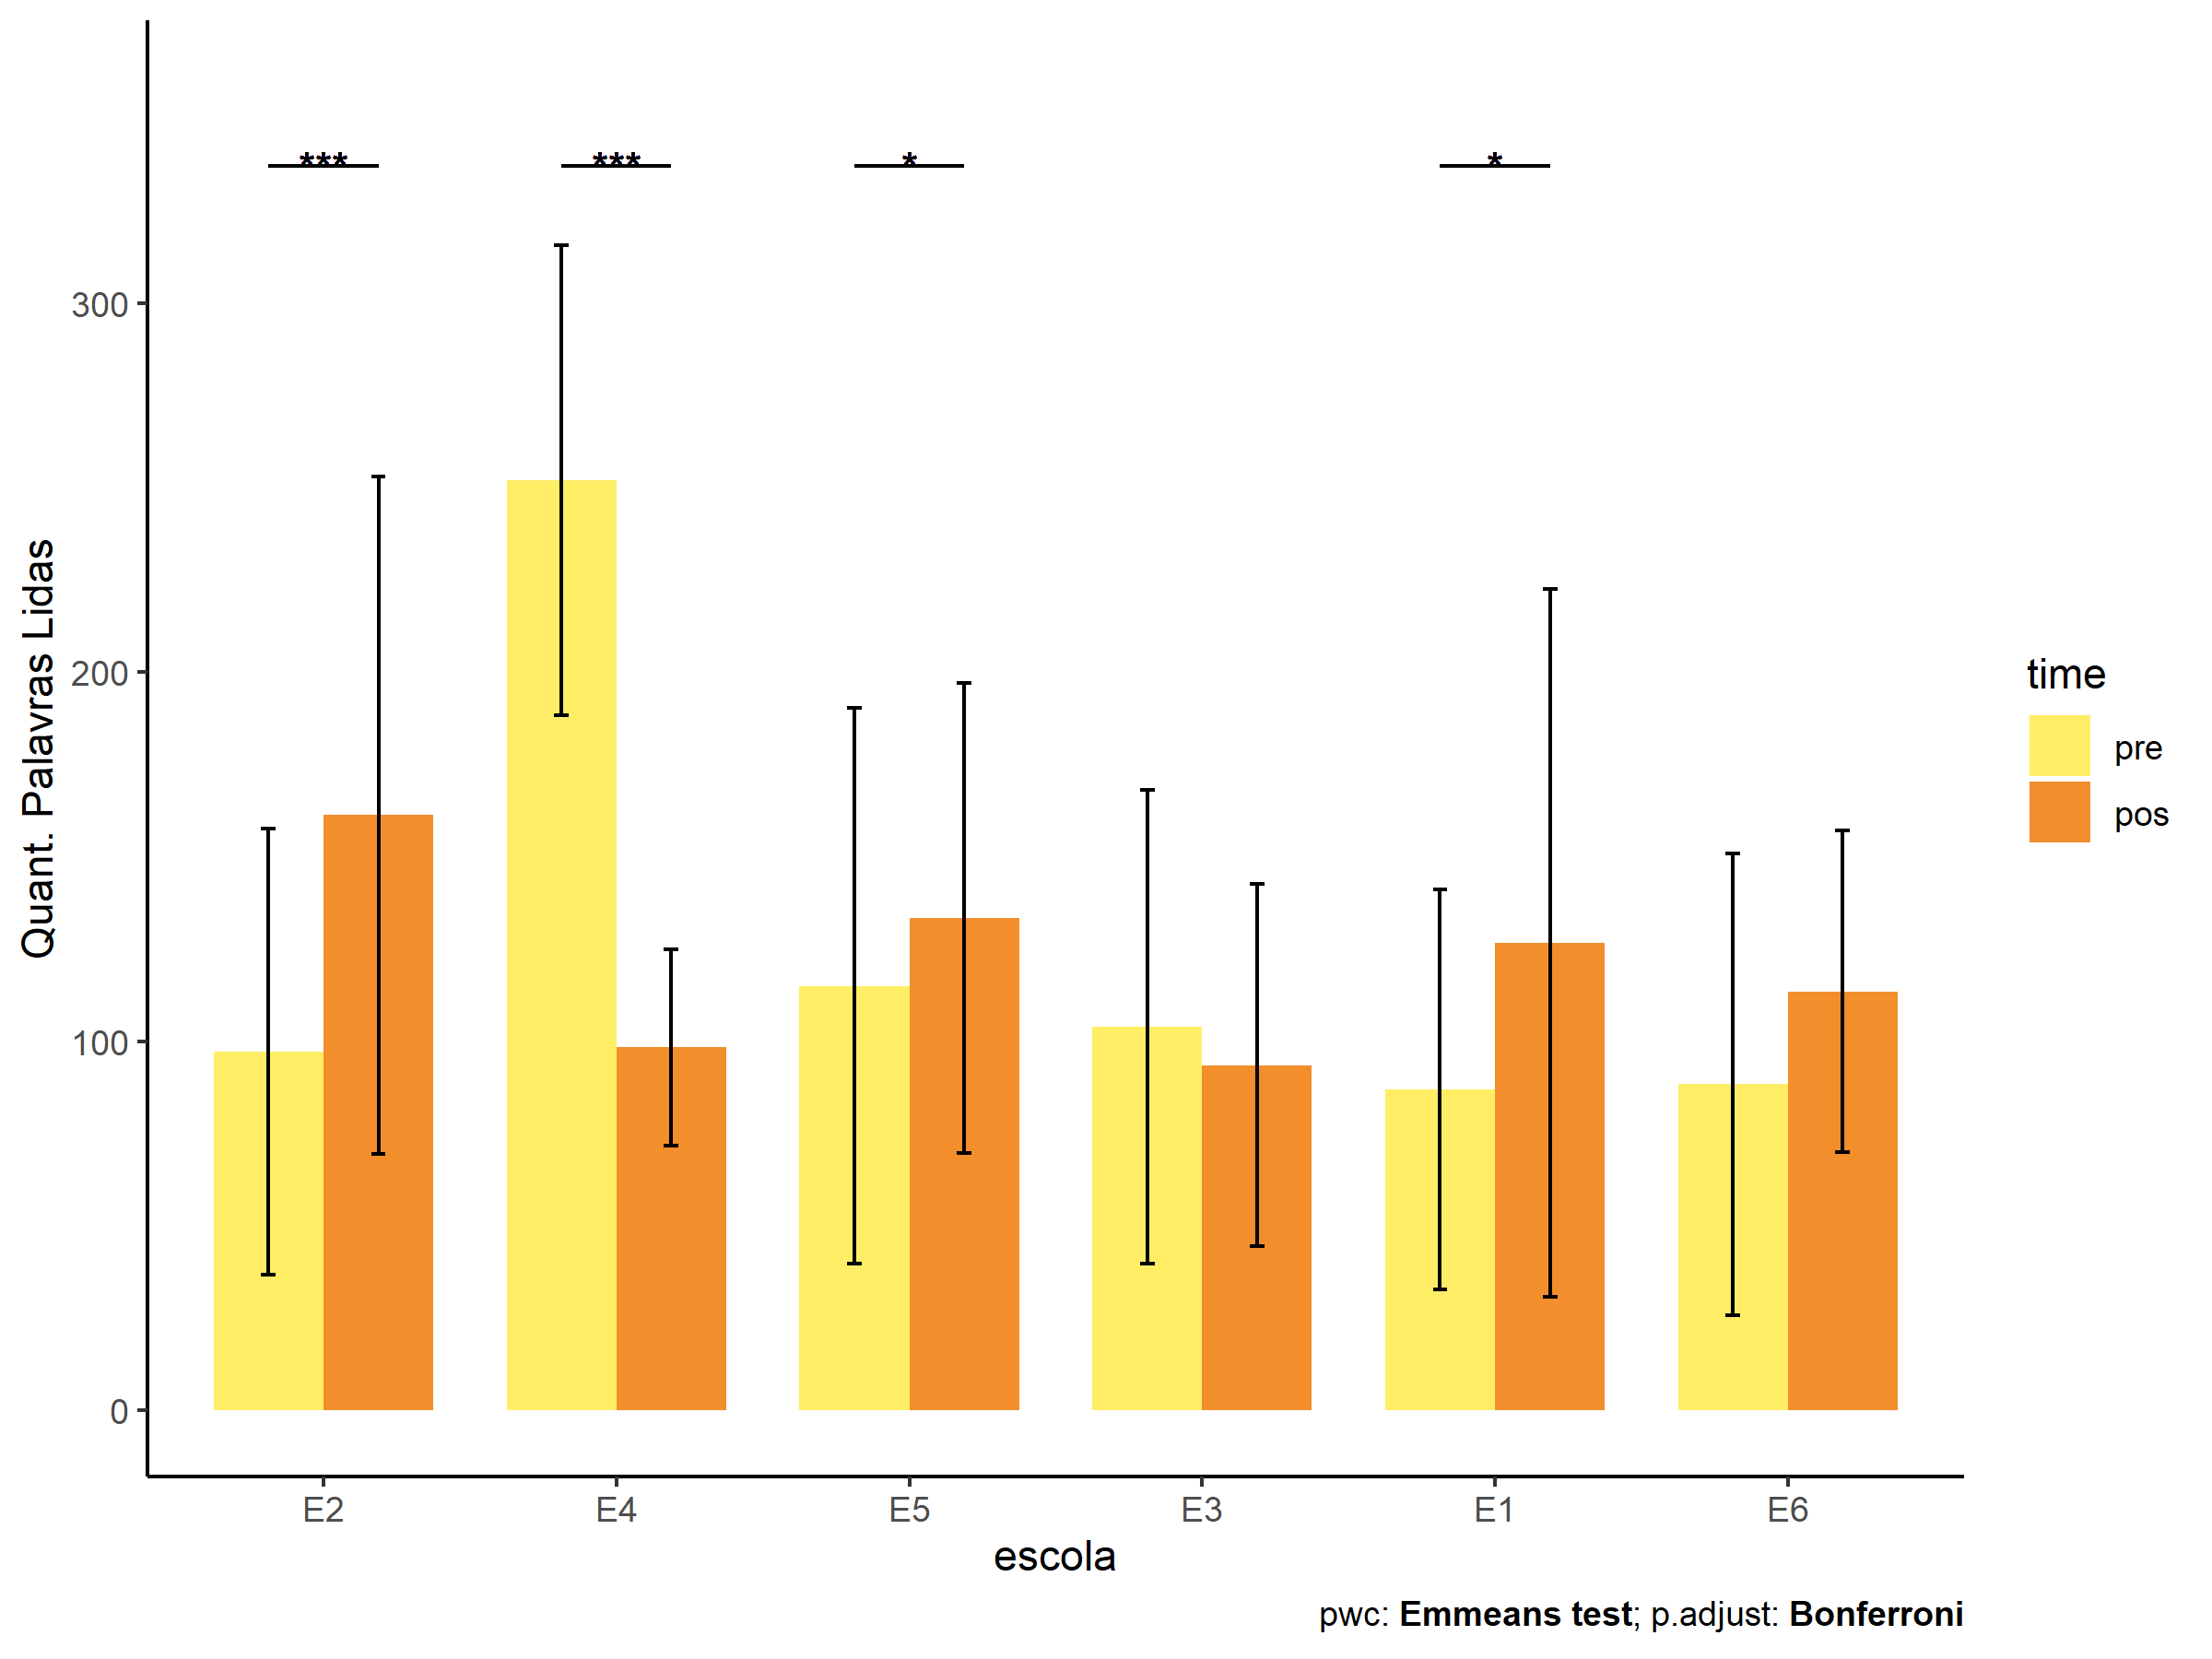 *** *** * *
300
200
100
0
Quant. Palavras Lidas
E2 E4 E5 E3 E1 E6
escola
time
pre
pos
pwc: Emmeans test; p.adjust: Bonferroni